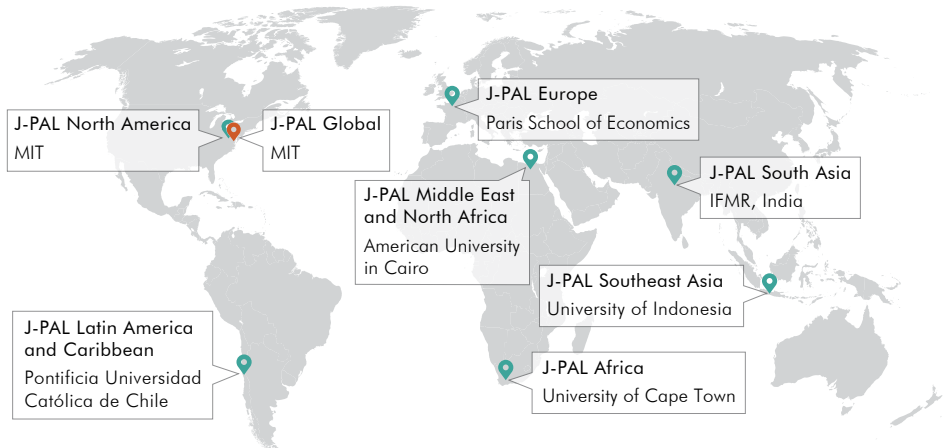 J-PAL North America
MIT
J-PAL Global
MIT
J-PAL Europe
Paris School of Economics
J-PAL Middle East
and North Africa
American University
in Cairo
J-PAL South Asia
IFMR, India
J-PAL Southeast Asia
University of Indonesia
J-PAL Latin America
and Caribbean
Pontificia Universidad
Católica de Chile
J-PAL Africa
University of Cape Town